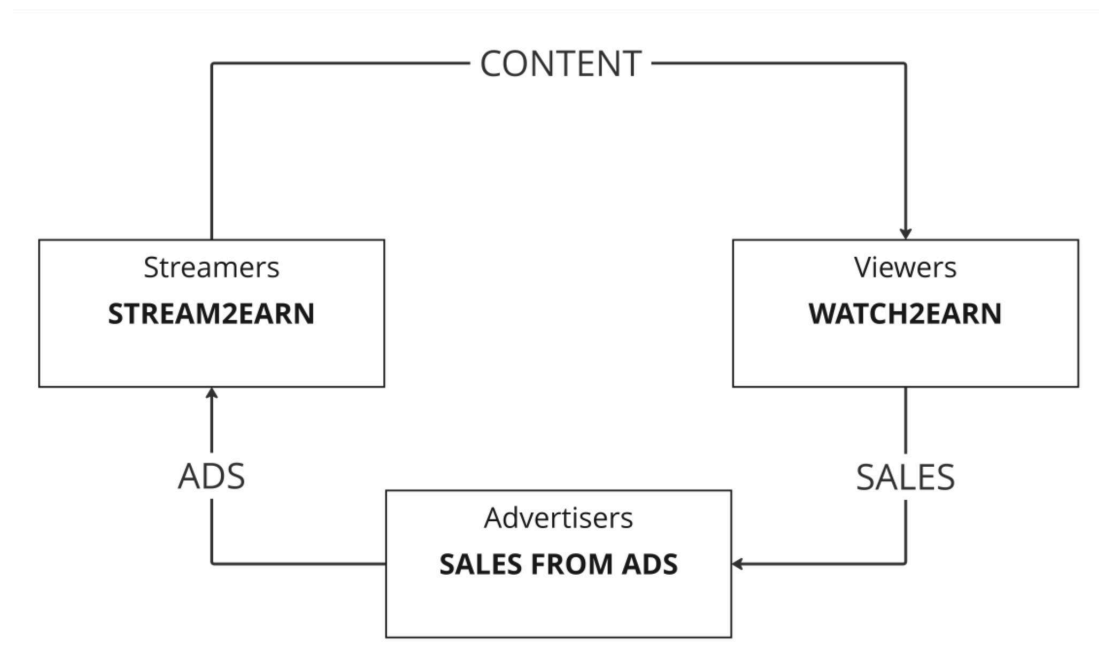 CONTENT
Streamers
STREAM2EARN
Viewers
WATCH2EARN
ADS
SALES
Advertisers
SALES FROM ADS